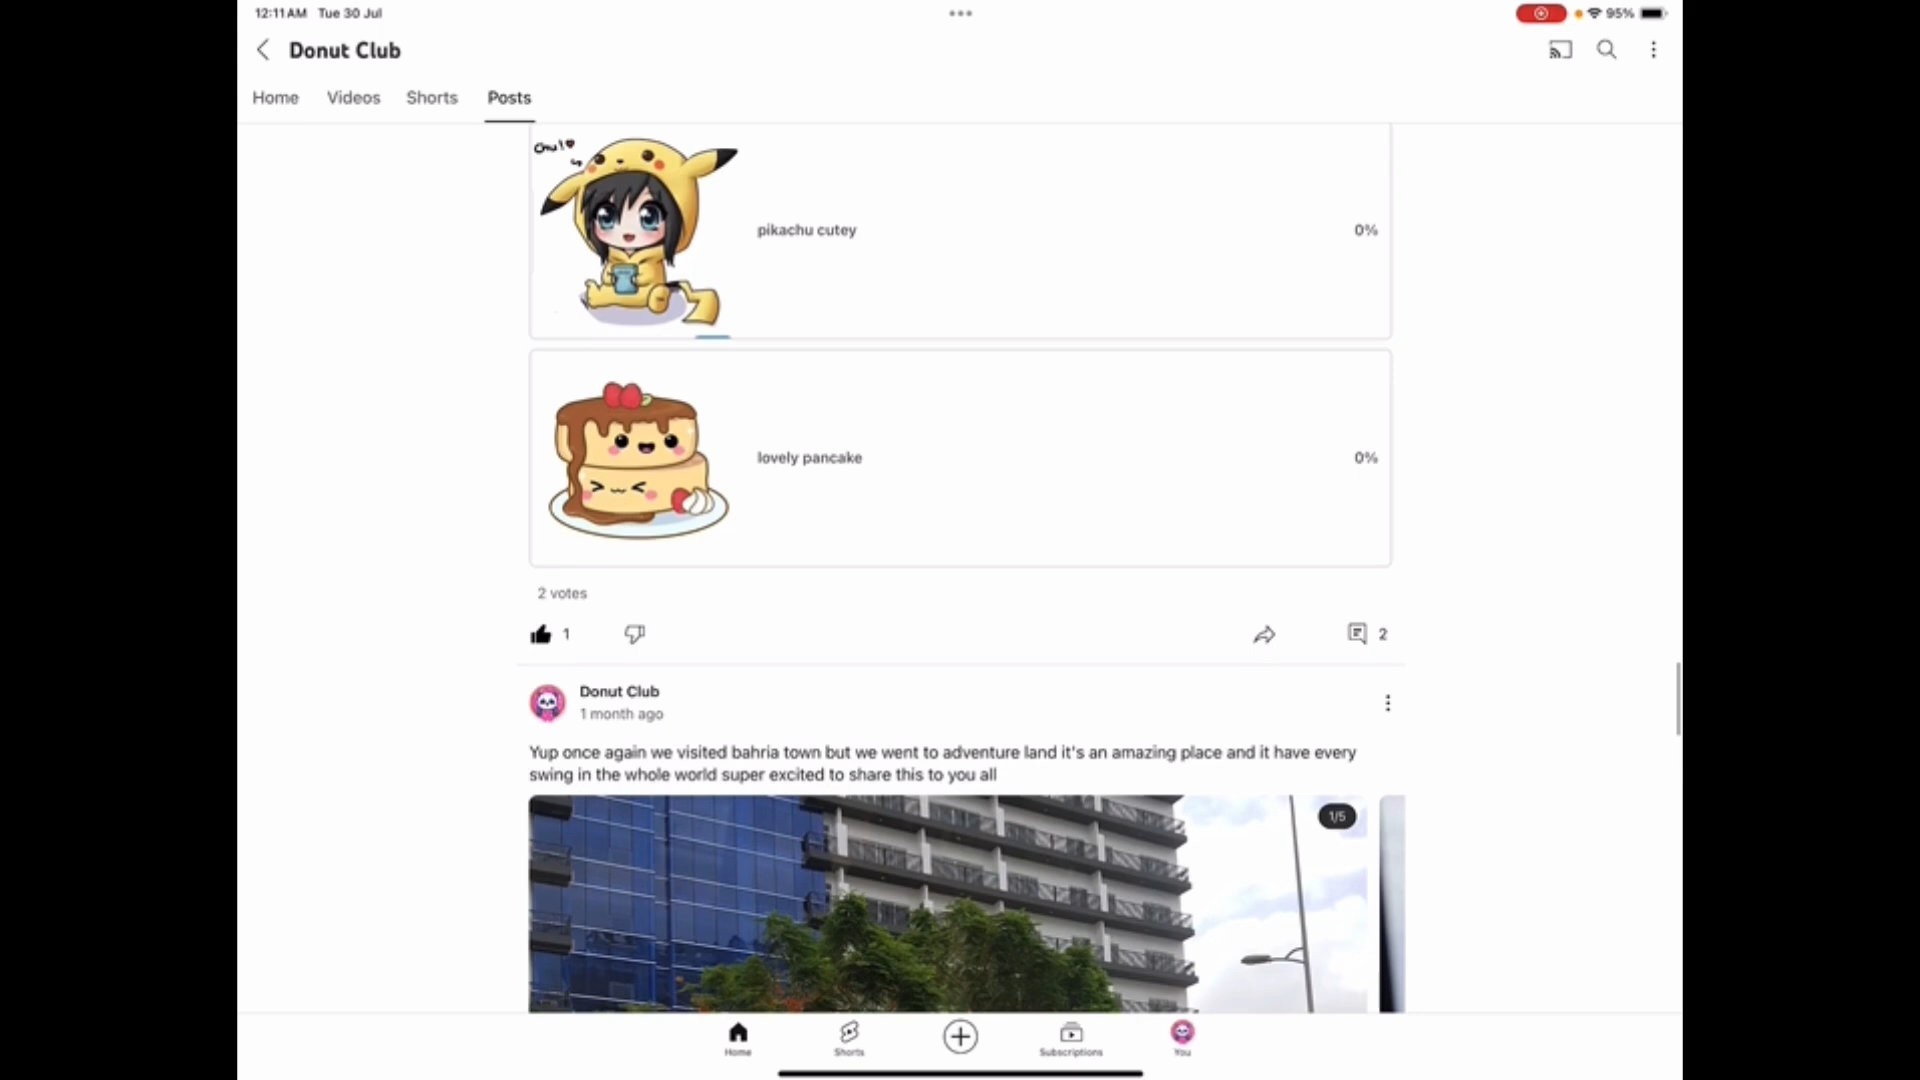 12:11 AM Tue 30 Jul
95%
Donut Club
Home Videos Shorts Posts
Chu!
pikachu cutey 0%
lovely pancake 0%
2 votes
1 2
Donut Club
1 month ago
Yup once again we visited bahria town but we went to adventure land it's an amazing place and it have every
swing in the whole world super excited to share this to you all
1/5
Home Shorts Subscriptions You